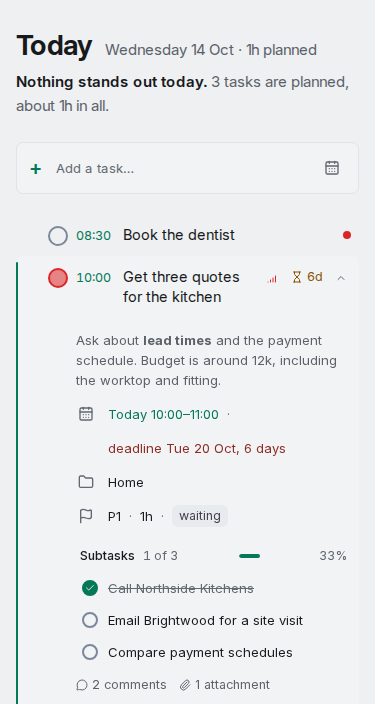 Today Wednesday 14 Oct · 1h planned
Nothing stands out today. 3 tasks are planned,
about 1h in all.
+ Add a task...
08:30 Book the dentist
10:00 Get three quotes 6d
for the kitchen
Ask about lead times and the payment
schedule. Budget is around 12k, including
the worktop and fitting.
Today 10:00–11:00 ·
deadline Tue 20 Oct, 6 days
Home
P1 · 1h · waiting
Subtasks 1 of 3 33%
Call Northside Kitchens
Email Brightwood for a site visit
Compare payment schedules
2 comments 1 attachment